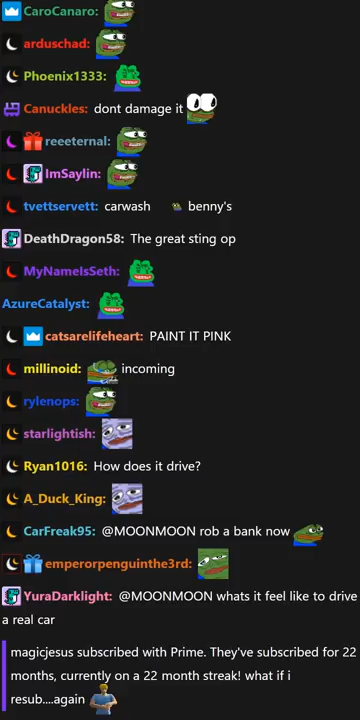 CaroCanaro:
arduschad:
Phoenix1333:
Canuckles: dont damage it
reeeternal:
ImSaylin:
tvettservett: carwash benny's
DeathDragon58: The great sting op
MyNameIsSeth:
AzureCatalyst:
catsarelifeheart: PAINT IT PINK
millinoid: incoming
rylenops:
starlightish:
Ryan1016: How does it drive?
A_Duck_King:
CarFreak95: @MOONMOON rob a bank now
emperorpenguinthe3rd:
YuraDarklight: @MOONMOON whats it feel like to drive
a real car
magicjesus subscribed with Prime. They've subscribed for 22
months, currently on a 22 month streak! what if i
resub....again